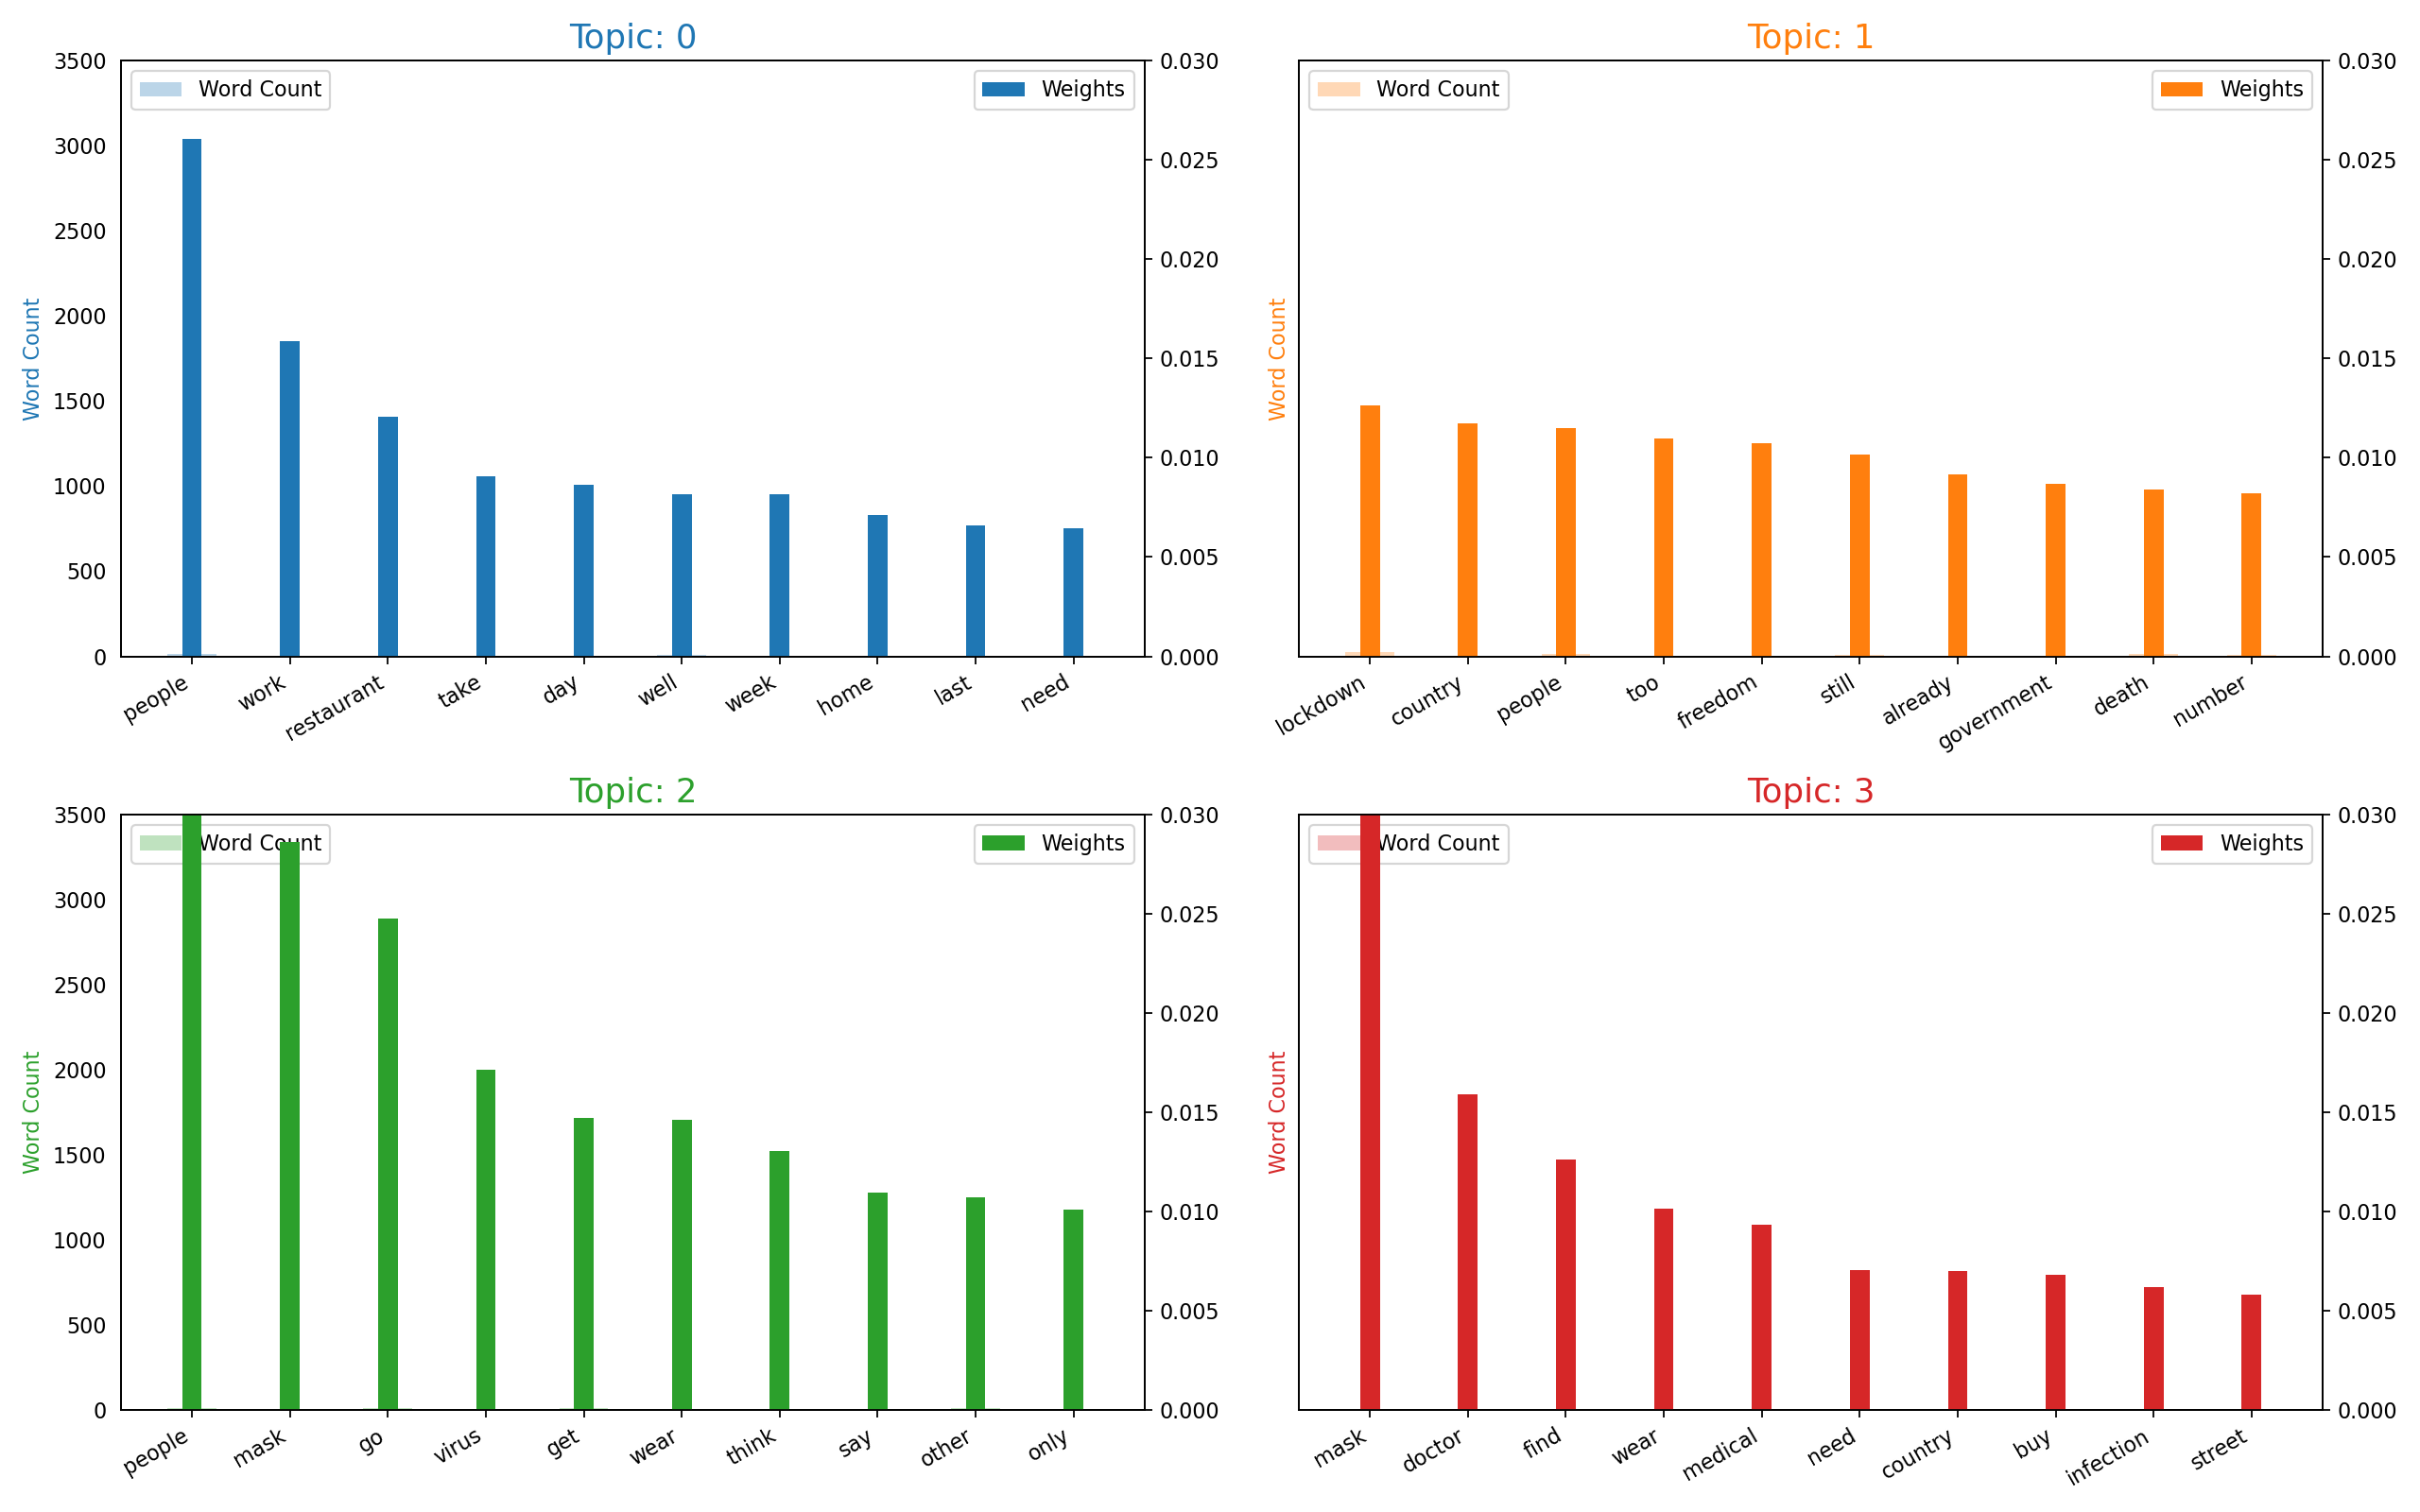 Topic: 0
Word Count
Weights
3500
3000
2500
2000
1500
1000
500
0
Word Count
0.030
0.025
0.020
0.015
0.010
0.005
0.000
people
work
restaurant
take
day
well
week
home
last
need
Topic: 1
Word Count
Weights
Word Count
0.030
0.025
0.020
0.015
0.010
0.005
0.000
lockdown
country
people
too
freedom
still
already
government
death
number
Topic: 2
Word Count
Weights
3500
3000
2500
2000
1500
1000
500
0
Word Count
0.030
0.025
0.020
0.015
0.010
0.005
0.000
people
mask
go
virus
get
wear
think
say
other
only
Topic: 3
Word Count
Weights
Word Count
0.030
0.025
0.020
0.015
0.010
0.005
0.000
mask
doctor
find
wear
medical
need
country
buy
infection
street